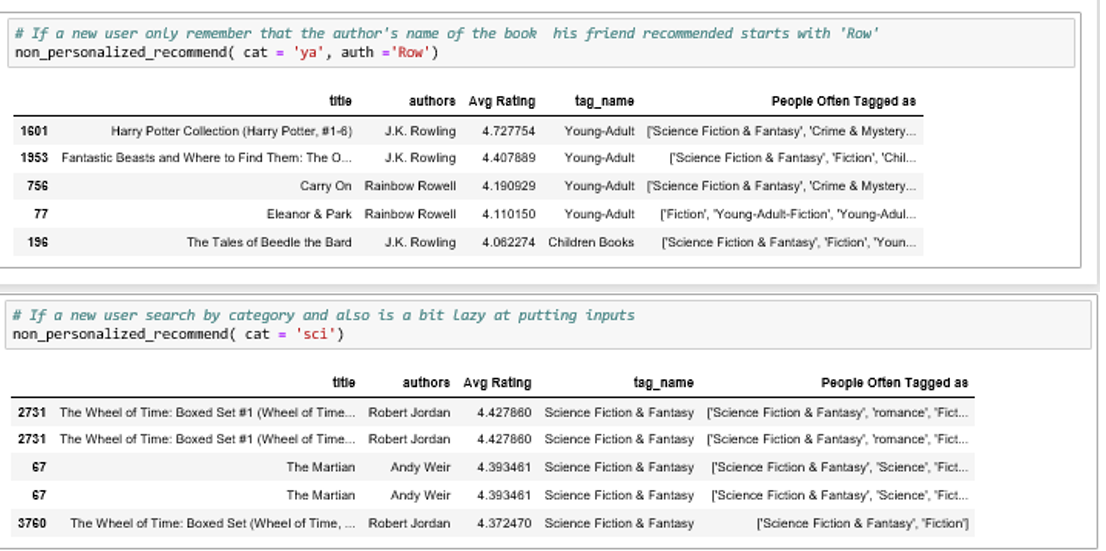 # If a new user only remember that the author's name of the book his friend recommended starts with 'Row'
non_personalized_recommend( cat = 'ya', auth ='Row')
title authors Avg Rating tag_name People Often Tagged as
1601 Harry Potter Collection (Harry Potter, #1-6) J.K. Rowling 4.727754 Young-Adult ['Science Fiction & Fantasy', 'Crime & Mystery...
1953 Fantastic Beasts and Where to Find Them: The O... J.K. Rowling 4.407889 Young-Adult ['Science Fiction & Fantasy', 'Fiction', 'Chil...
756 Carry On Rainbow Rowell 4.190929 Young-Adult ['Science Fiction & Fantasy', 'Crime & Mystery...
77 Eleanor & Park Rainbow Rowell 4.110150 Young-Adult ['Fiction', 'Young-Adult-Fiction', 'Young-Adul...
196 The Tales of Beedle the Bard J.K. Rowling 4.062274 Children Books ['Science Fiction & Fantasy', 'Fiction', 'Youn...
# If a new user search by category and also is a bit lazy at putting inputs
non_personalized_recommend( cat = 'sci')
title authors Avg Rating tag_name People Often Tagged as
2731 The Wheel of Time: Boxed Set #1 (Wheel of Time... Robert Jordan 4.427860 Science Fiction & Fantasy ['Science Fiction & Fantasy', 'romance', 'Fict...
2731 The Wheel of Time: Boxed Set #1 (Wheel of Time... Robert Jordan 4.427860 Science Fiction & Fantasy ['Science Fiction & Fantasy', 'romance', 'Fict...
67 The Martian Andy Weir 4.393461 Science Fiction & Fantasy ['Science Fiction & Fantasy', 'Science', 'Fict...
67 The Martian Andy Weir 4.393461 Science Fiction & Fantasy ['Science Fiction & Fantasy', 'Science', 'Fict...
3760 The Wheel of Time: Boxed Set (Wheel of Time, ... Robert Jordan 4.372470 Science Fiction & Fantasy ['Science Fiction & Fantasy', 'Fiction']